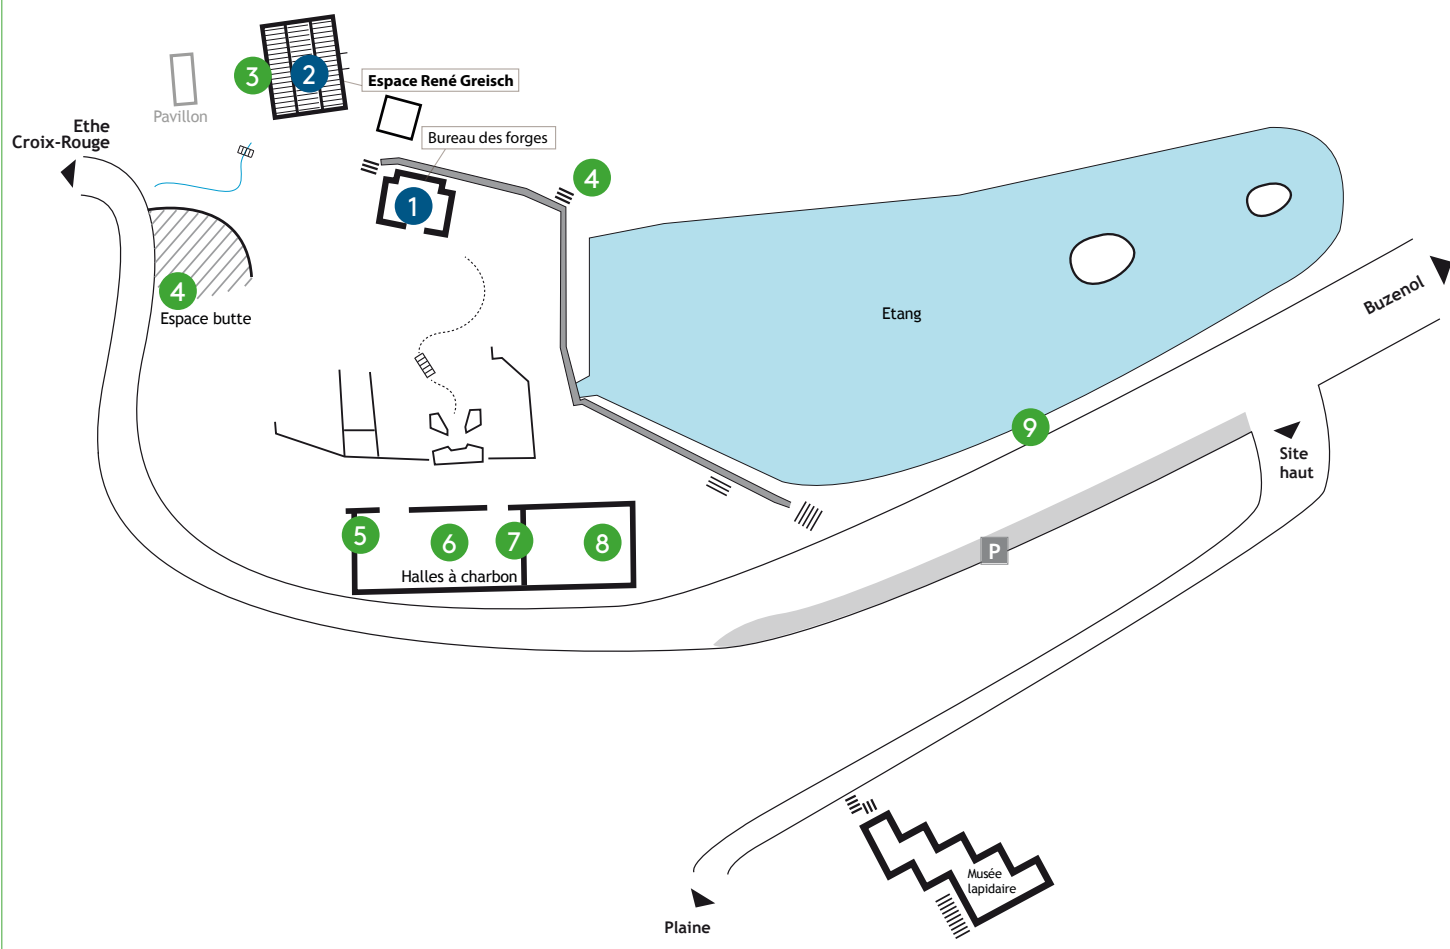 3
2
Espace René Greisch
Pavillon
Ethe
Croix-Rouge
Bureau des forges
4
1
4
Espace butte
Etang
Buzenol
9
Site
haut
5
6
7
8
Halles à charbon
P
Musée
lapidaire
Plaine